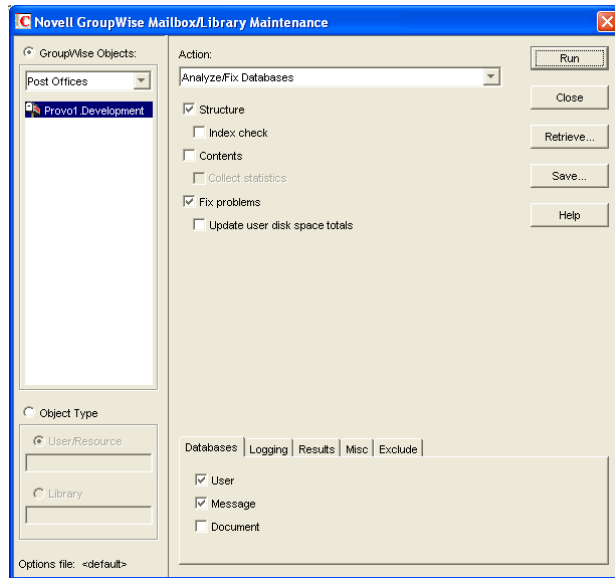 Novell GroupWise Mailbox/Library Maintenance
GroupWise Objects:
Post Offices
Provo1.Development
Object Type
User/Resource
Library
Options file: <default>
Action:
Analyze/Fix Databases
Structure
Index check
Contents
Collect statistics
Fix problems
Update user disk space totals
Databases Logging Results Misc Exclude
User
Message
Document
Run
Close
Retrieve...
Save...
Help